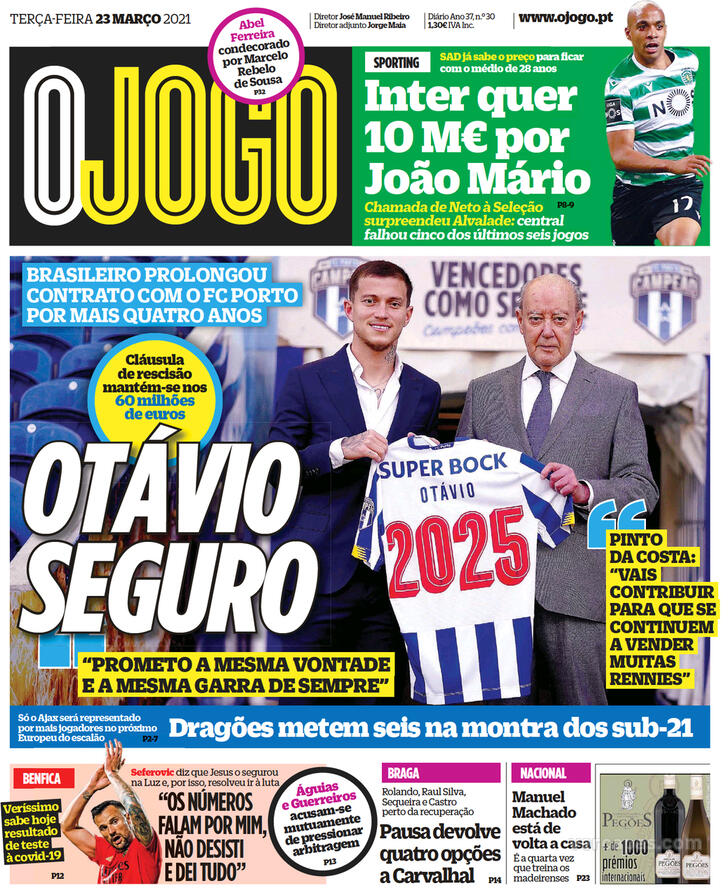 TERÇA-FEIRA 23 MARÇO 2021
Diretor José Manuel Ribeiro
Diretor adjunto Jorge Maia
Diário Ano 37, n.º 30
1,30€ IVA Inc.
www.ojogo.pt
Abel
Ferreira
condecorado
por Marcelo
Rebelo
de Sousa
P32
O JOGO
SPORTING
SAD já sabe o preço para ficar
com o médio de 28 anos
Inter quer
10 M€ por
João Mário
P8-9
Chamada de Neto à Seleção
surpreendeu Alvalade: central
falhou cinco dos últimos seis jogos
NOS
17
BRASILEIRO PROLONGOU
CONTRATO COM O FC PORTO
POR MAIS QUATRO ANOS
CAMPEÃO
VENCEDORES
COMO SE
Campeões
CAMPEÃO
Cláusula
de rescisão
mantém-se nos
60 milhões
de euros
OTÁVIO
SEGURO
SUPER BOCK
OTÁVIO
2025
PINTO
DA COSTA:
“VAIS
CONTRIBUIR
PARA QUE SE
CONTINUEM
A VENDER
MUITAS
RENNIES”
“PROMETO A MESMA VONTADE
E A MESMA GARRA DE SEMPRE”
Só o Ajax será representado
por mais jogadores no próximo
Europeu do escalão
P2-7
Dragões metem seis na montra dos sub-21
BENFICA
Seferovic diz que Jesus o segurou
na Luz e, por isso, resolveu ir à luta
“OS NÚMEROS
FALAM POR MIM,
NÃO DESISTI
E DEI TUDO”
Veríssimo
sabe hoje
resultado
de teste
à covid-19
P12
Águias
e Guerreiros
acusam-se
mutuamente
de pressionar
arbitragem
P13
BRAGA
Rolando, Raul Silva,
Sequeira e Castro
perto da recuperação
Pausa devolve
quatro opções
a Carvalhal
P14
NACIONAL
Manuel
Machado
está de
volta a casa
É a quarta vez
que treina os
madeirenses
P23
PEGÕES
+ de 1000
prémios
internacionais
PEGÕES
PEGÕES